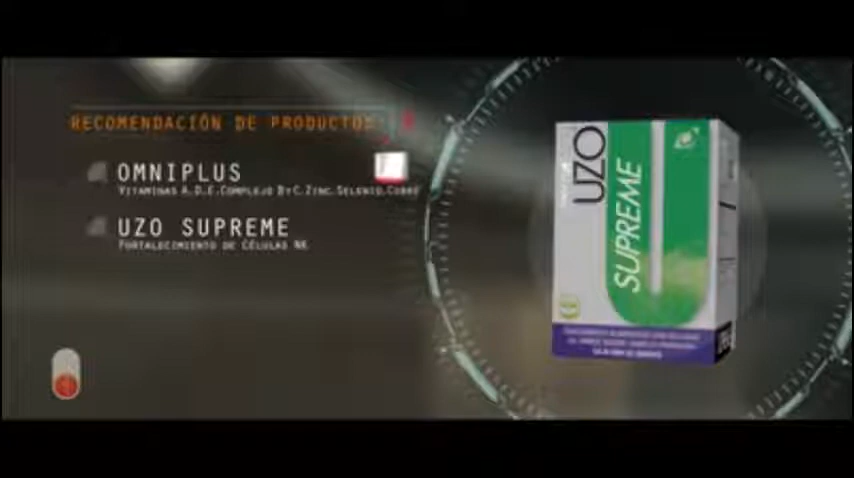 RECOMENDACIÓN DE PRODUCTOS
OMNIPLUS
VITAMINAS A.D.E.COMPLEJO B Y C.ZINC.SELENIO.COBRE
UZO SUPREME
FORTALECIMIENTO DE CÉLULAS NK
UZO
SUPREME